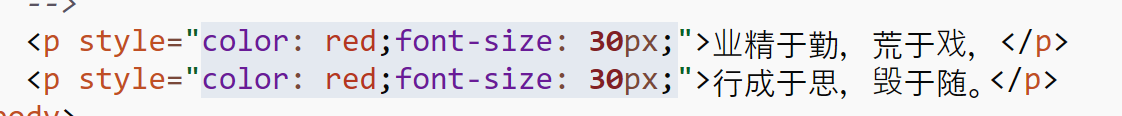 -->
<p style="color: red;font-size: 30px;">业精于勤，荒于戏，</p>
<p style="color: red;font-size: 30px;">行成于思，毁于随。</p>
body>